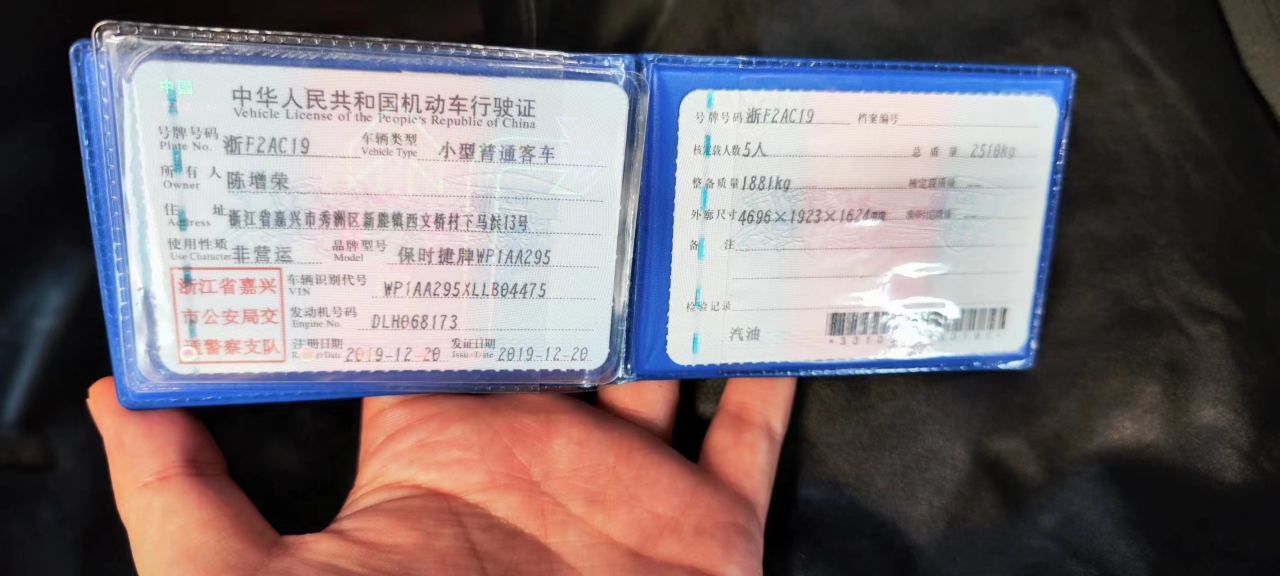 中国
中华人民共和国机动车行驶证
Vehicle License of the People's Republic of China
号牌号码 浙F2AC19 车辆类型 小型普通客车
Plate No. Vehicle Type
所有人 陈增荣
Owner
住址 浙江省嘉兴市秀洲区新塍镇西文桥村下马浜13号
Address
使用性质 非营运 品牌型号 保时捷牌WP1AA295
Use Character Model
浙江省嘉兴
市公安局交
通警察支队
车辆识别代号 WP1AA295XLLB04475
VIN
发动机号码 DLH068173
Engine No.
注册日期 2019-12-20 发证日期 2019-12-20
Register Date Issue Date
号牌号码 浙F2AC19 档案编号
核定载人数 5人 总质量 2510kg
整备质量 1881kg 核定载质量 --
外廓尺寸 4696×1923×1624mm
备注
检验记录
汽油